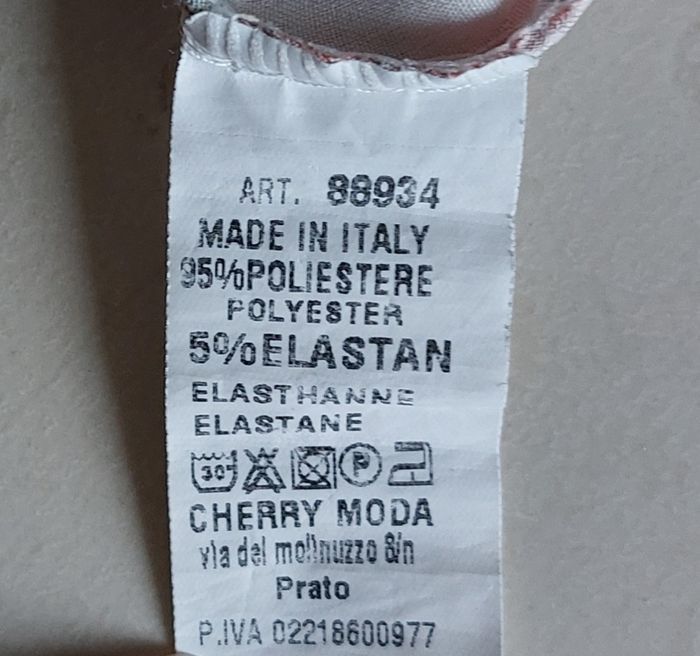 ART. 88934
MADE IN ITALY
95%POLIESTERE
POLYESTER
5%ELASTAN
ELASTHANNE
ELASTANE
30° P
CHERRY MODA
via del molinuzzo 8/n
Prato
P.IVA 02218600977